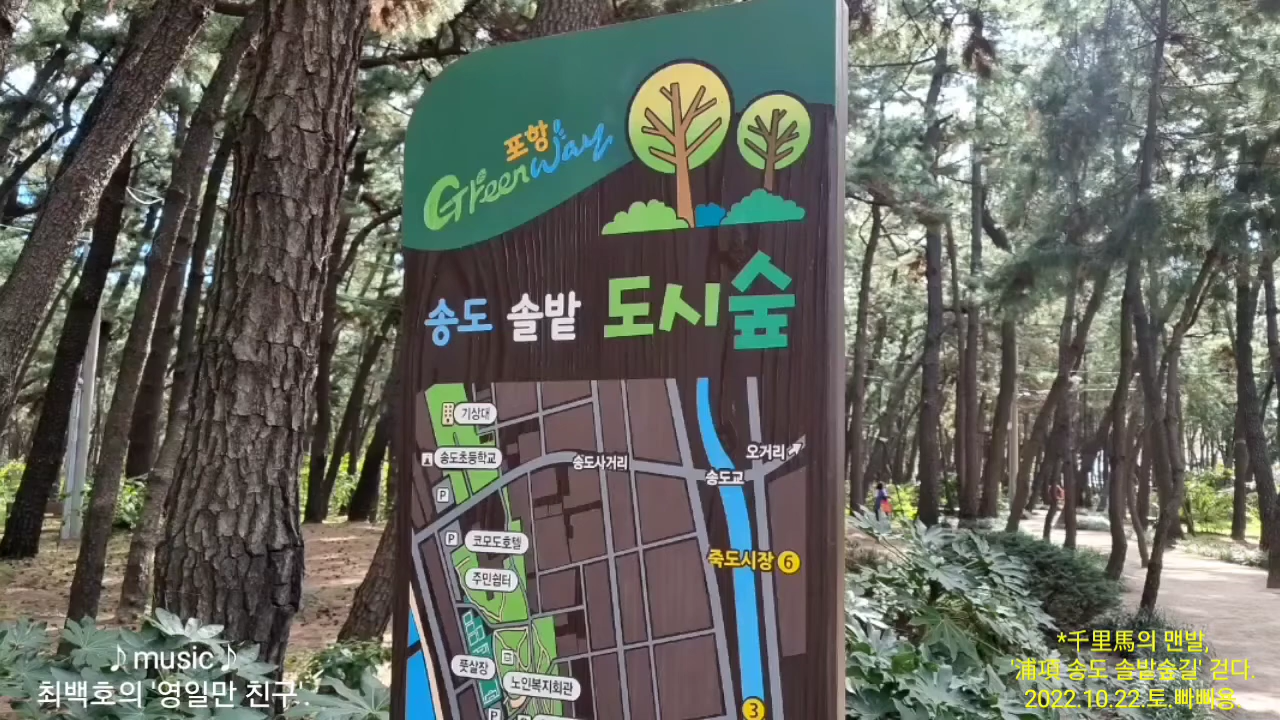 포항
GreenWay
송도 솔밭 도시숲
기상대
송도초등학교
송도사거리
오거리
송도교
P
P 코모도호텔
죽도시장 6
주민쉼터
풋살장
노인복지회관
P
3
♪music♪
최백호의 '영일만 친구'.
*千里馬의 맨발,
'浦項 송도 솔밭숲길' 걷다.
2022.10.22.토.빠삐용.